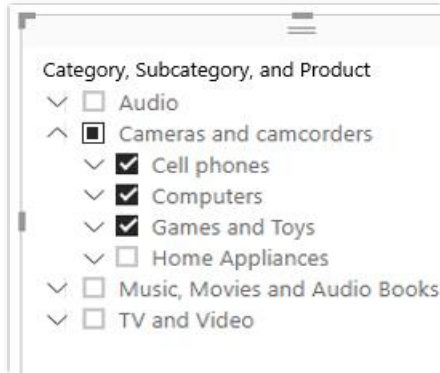 Category, Subcategory, and Product
Audio
Cameras and camcorders
Cell phones
Computers
Games and Toys
Home Appliances
Music, Movies and Audio Books
TV and Video